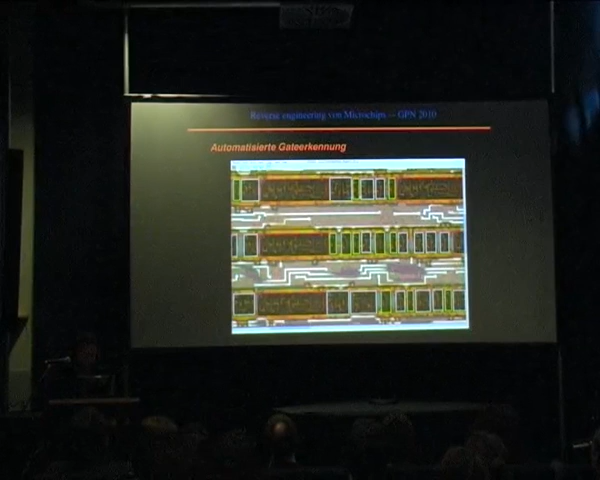 Reverse engineering von Microchips — GPN 2010
Automatisierte Gateerkennung